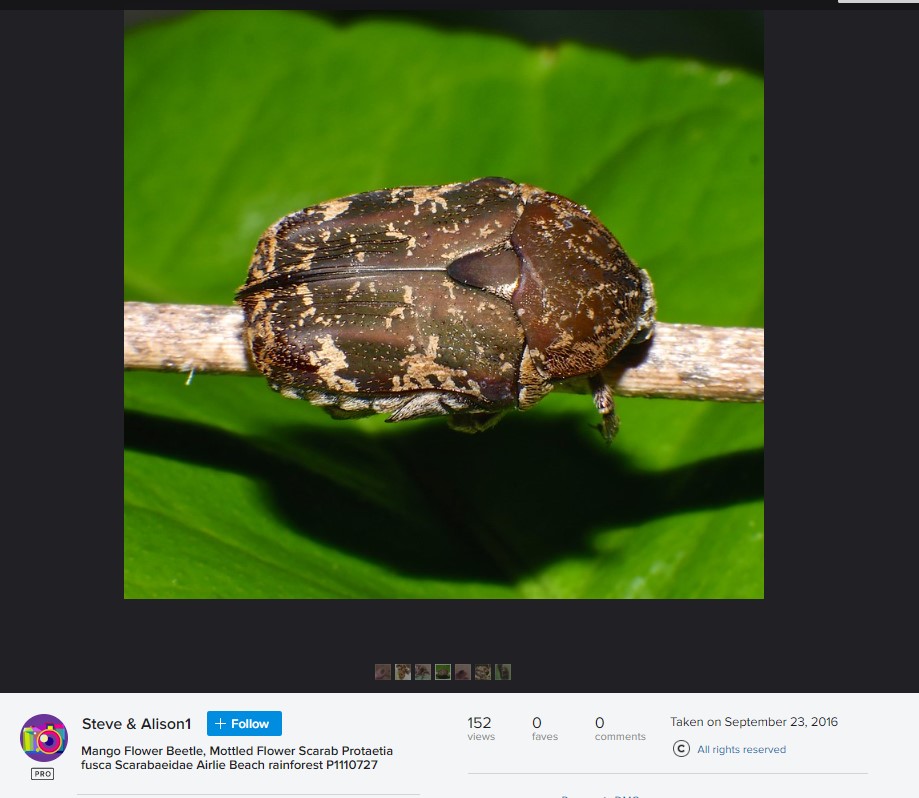 Steve & Alison1
+ Follow
Mango Flower Beetle, Mottled Flower Scarab Protaetia
fusca Scarabaeidae Airlie Beach rainforest P1110727
PRO
152
views
0
faves
0
comments
Taken on September 23, 2016
© All rights reserved